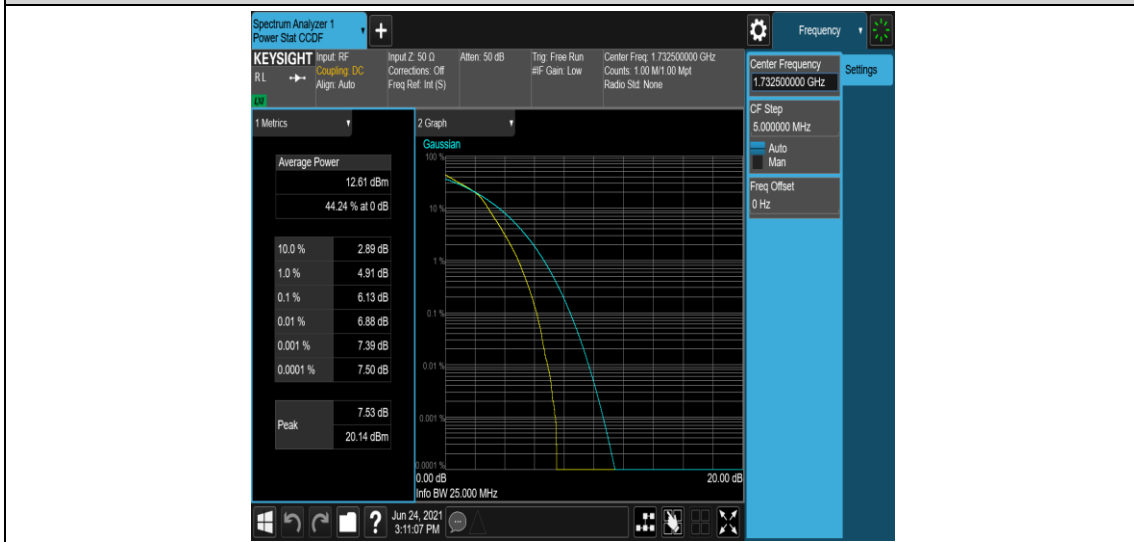 Spectrum Analyzer 1
Power Stat CCDF
+
Frequency
KEYSIGHT
RL
LXI
Input: RF
Coupling: DC
Align: Auto
Input Z: 50 Ω
Corrections: Off
Freq Ref: Int (S)
Atten: 50 dB
Trig: Free Run
#IF Gain: Low
Center Freq: 1.732500000 GHz
Counts: 1.00 M/1.00 Mpt
Radio Std: None
Center Frequency
1.732500000 GHz
Settings
CF Step
5.000000 MHz
Auto
Man
Freq Offset
0 Hz
1 Metrics
Average Power
12.61 dBm
44.24 % at 0 dB
10.0 % 2.89 dB
1.0 % 4.91 dB
0.1 % 6.13 dB
0.01 % 6.88 dB
0.001 % 7.39 dB
0.0001 % 7.50 dB
Peak
7.53 dB
20.14 dBm
2 Graph
Gaussian
100 %
10 %
1 %
0.1 %
0.01 %
0.001 %
0.0001 %
0.00 dB 20.00 dB
Info BW 25.000 MHz
?
Jun 24, 2021
3:11:07 PM